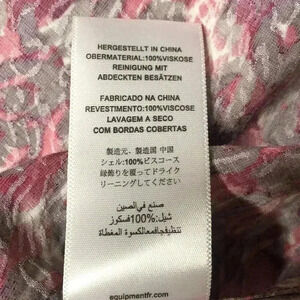 HERGESTELLT IN CHINA
OBERMATERIAL:100%VISKOSE
REINIGUNG MIT
ABDECKTEN BESÄTZEN
FABRICADO NA CHINA
REVESTIMENTO:100%VISCOSE
LAVAGEM A SECO
COM BORDAS COBERTAS
製造元、製造国 中国
シェル:100%ビスコース
縁飾りを覆ってドライク
リーニングしてください
صنع في الصين
شيل:100%فسكوز
تنظيفجافمعالكسوة المغطاة
equipmentfr.com